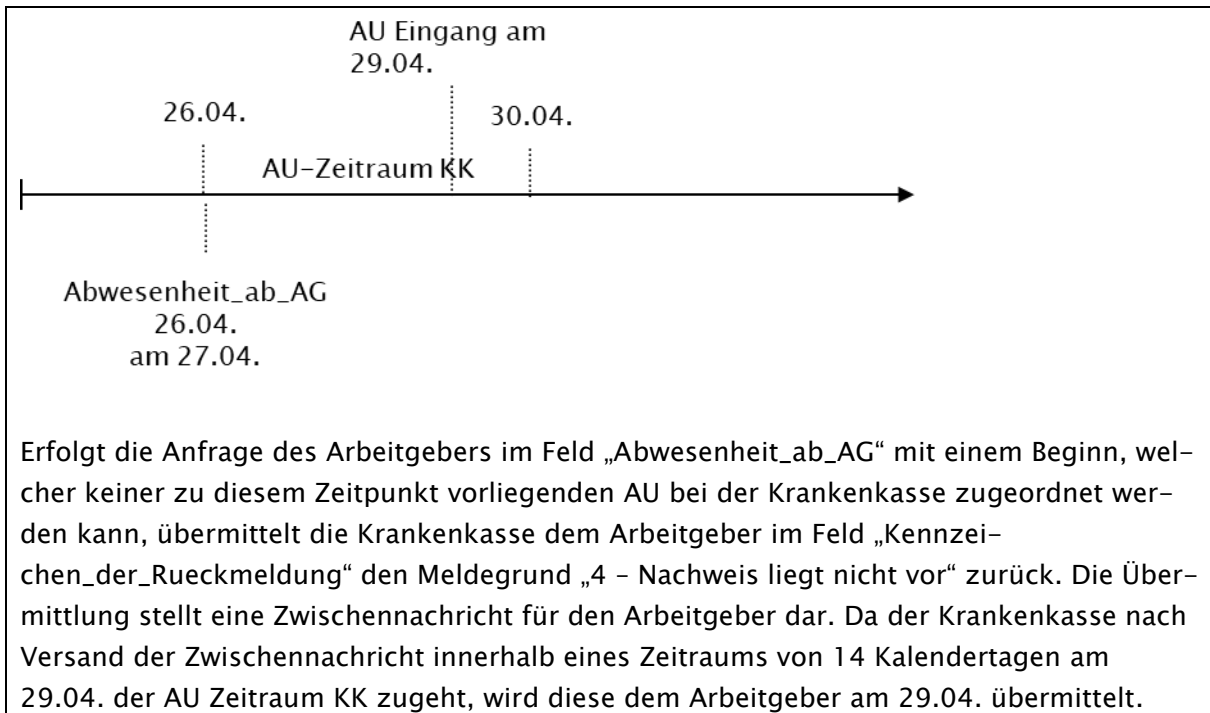 AU Eingang am
29.04.
26.04.
30.04.
AU-Zeitraum KK
Abwesenheit_ab_AG
26.04.
am 27.04.
Erfolgt die Anfrage des Arbeitgebers im Feld „Abwesenheit_ab_AG“ mit einem Beginn, wel-
cher keiner zu diesem Zeitpunkt vorliegenden AU bei der Krankenkasse zugeordnet wer-
den kann, übermittelt die Krankenkasse dem Arbeitgeber im Feld „Kennzei-
chen_der_Rueckmeldung“ den Meldegrund „4 – Nachweis liegt nicht vor“ zurück. Die Über-
mittlung stellt eine Zwischennachricht für den Arbeitgeber dar. Da der Krankenkasse nach
Versand der Zwischennachricht innerhalb eines Zeitraums von 14 Kalendertagen am
29.04. der AU Zeitraum KK zugeht, wird diese dem Arbeitgeber am 29.04. übermittelt.